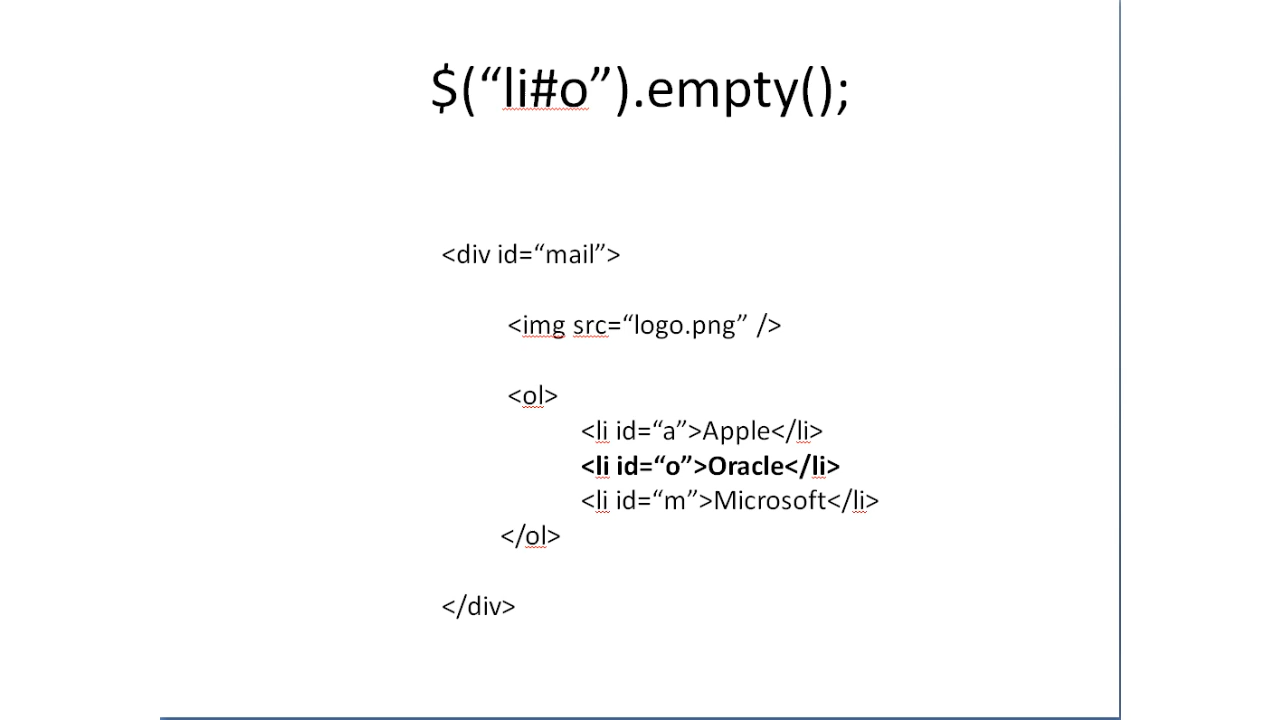 $(“li#o”).empty();
<div id=“mail”>
<img src=“logo.png” />
<ol>
<li id=“a”>Apple</li>
<li id=“o”>Oracle</li>
<li id=“m”>Microsoft</li>
</ol>
</div>